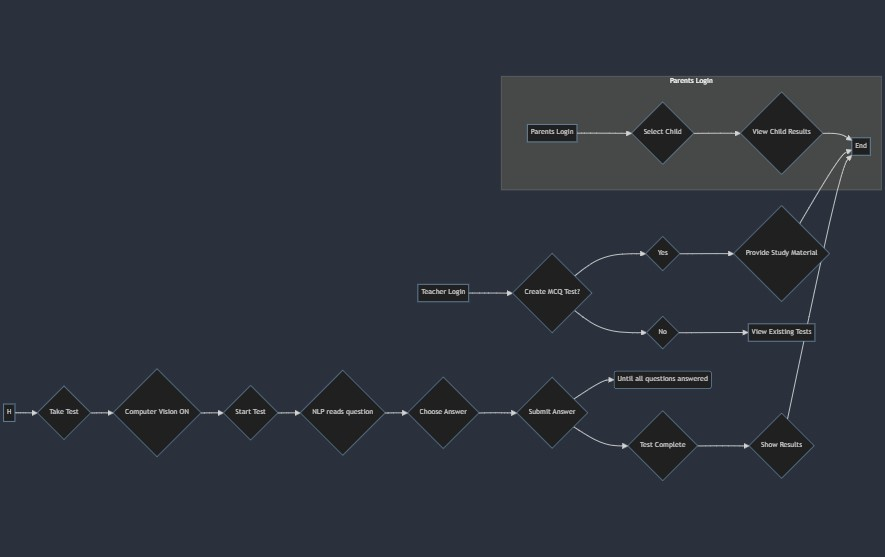 Parents Login
Parents Login
Select Child
View Child Results
End
Yes
Provide Study Material
Teacher Login
Create MCQ Test?
No
View Existing Tests
Until all questions answered
H
Take Test
Computer Vision ON
Start Test
NLP reads question
Choose Answer
Submit Answer
Test Complete
Show Results